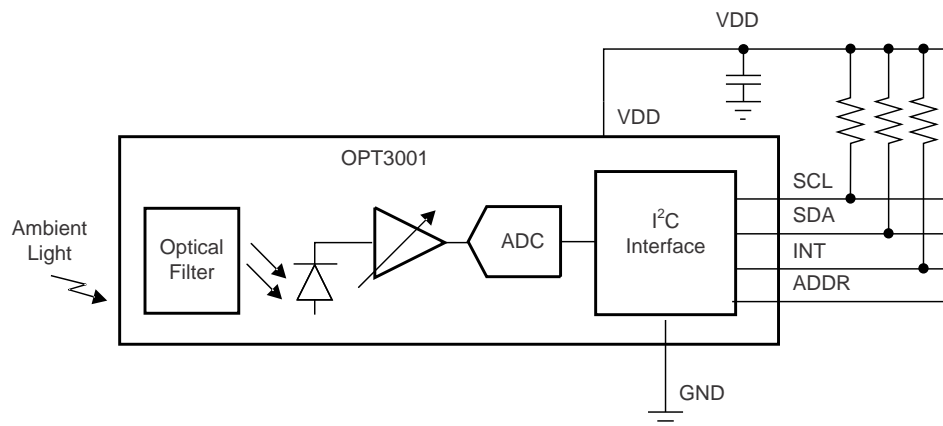 VDD
VDD
OPT3001
Ambient
Light
Optical
Filter
ADC
I²C
Interface
SCL
SDA
INT
ADDR
GND